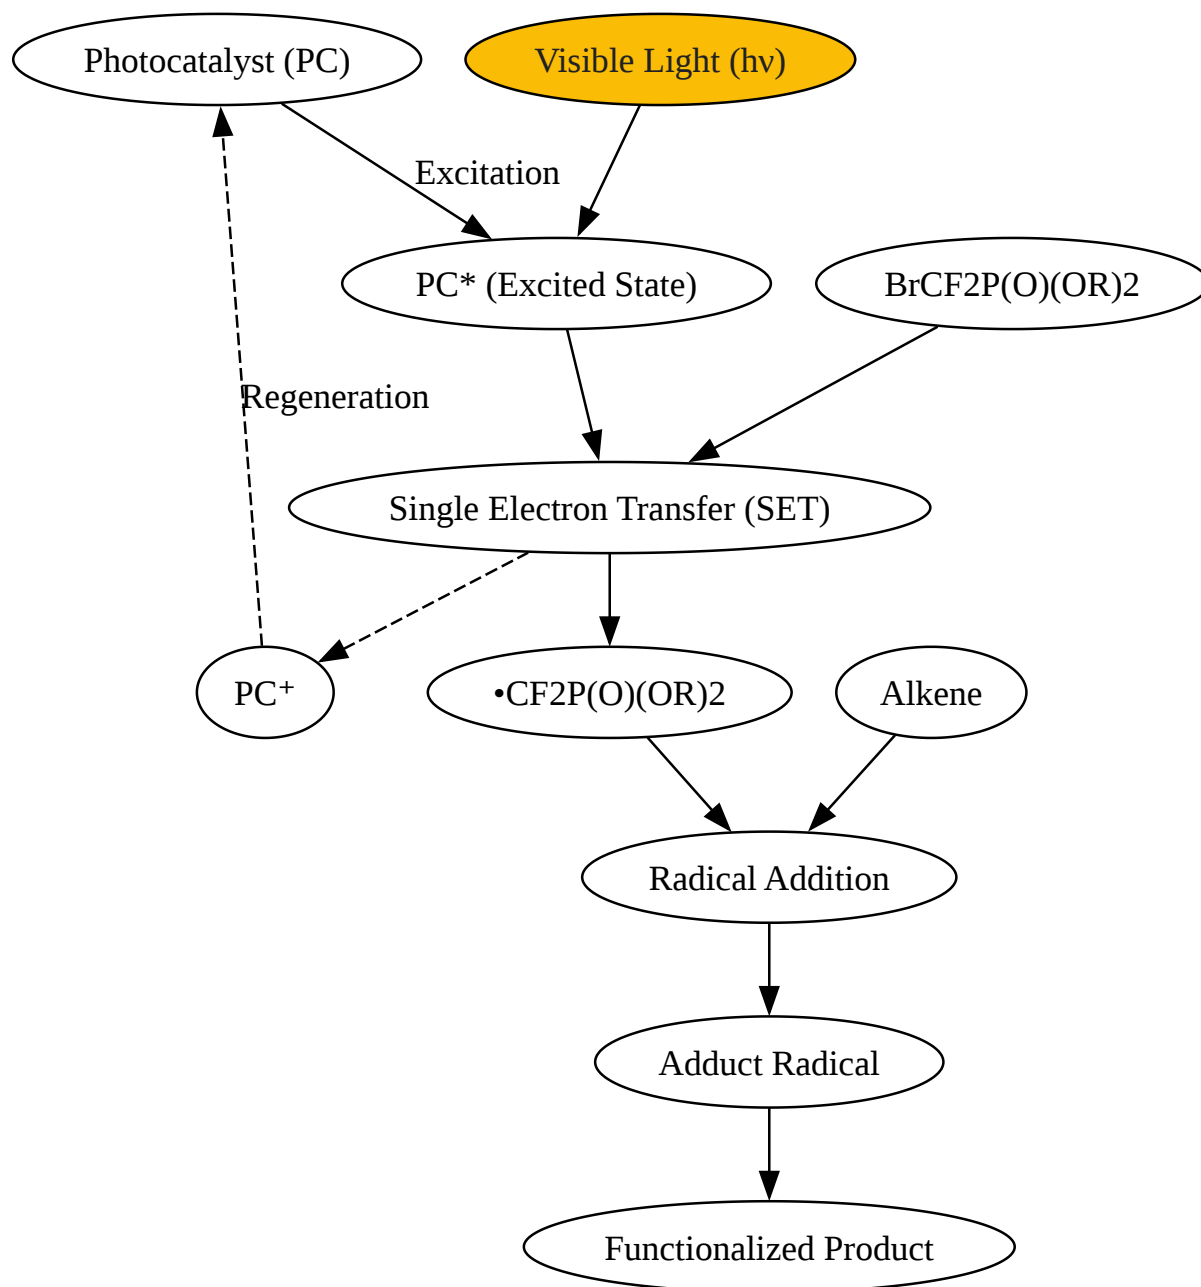 Photocatalyst (PC)
Visible Light (hν)
Excitation
PC* (Excited State)
BrCF2P(O)(OR)2
Regeneration
Single Electron Transfer (SET)
PC⁺
•CF2P(O)(OR)2
Alkene
Radical Addition
Adduct Radical
Functionalized Product